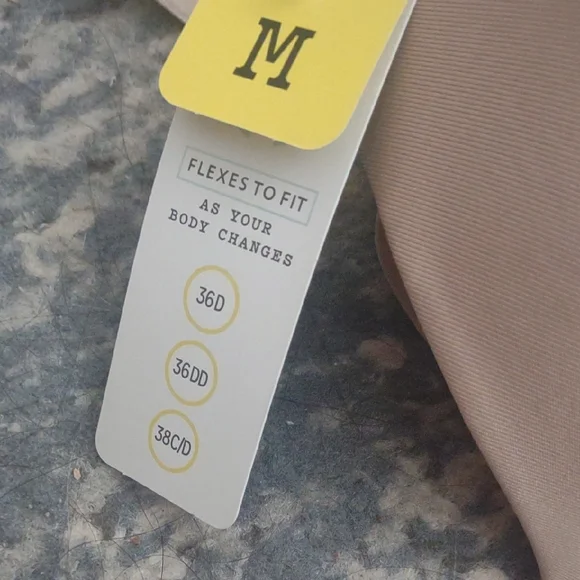 M
FLEXES TO FIT
AS YOUR
BODY CHANGES
36D
36DD
38C/D